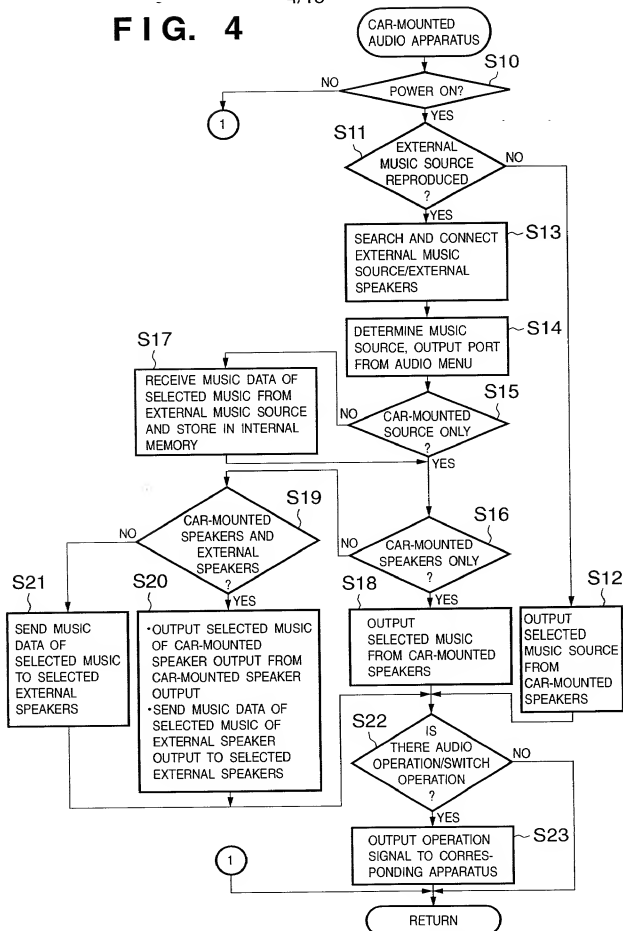 4/18
FIG. 4
CAR-MOUNTED
AUDIO APPARATUS
S10
POWER ON?
NO
YES
1
S11
EXTERNAL
MUSIC SOURCE
REPRODUCED
?
NO
YES
S13
SEARCH AND CONNECT
EXTERNAL MUSIC
SOURCE/EXTERNAL
SPEAKERS
S14
DETERMINE MUSIC
SOURCE, OUTPUT PORT
FROM AUDIO MENU
S17
RECEIVE MUSIC DATA OF
SELECTED MUSIC FROM
EXTERNAL MUSIC SOURCE
AND STORE IN INTERNAL
MEMORY
S15
CAR-MOUNTED
SOURCE ONLY
?
NO
YES
S19
CAR-MOUNTED
SPEAKERS AND
EXTERNAL
SPEAKERS
?
NO
YES
S16
CAR-MOUNTED
SPEAKERS ONLY
?
NO
YES
S21
SEND MUSIC
DATA OF
SELECTED MUSIC
TO SELECTED
EXTERNAL
SPEAKERS
S20
•OUTPUT SELECTED MUSIC
OF CAR-MOUNTED
SPEAKER OUTPUT FROM
CAR-MOUNTED SPEAKER
OUTPUT
•SEND MUSIC DATA OF
SELECTED MUSIC OF
EXTERNAL SPEAKER
OUTPUT TO SELECTED
EXTERNAL SPEAKERS
S18
OUTPUT
SELECTED MUSIC
FROM CAR-MOUNTED
SPEAKERS
S12
OUTPUT
SELECTED
MUSIC SOURCE
FROM
CAR-MOUNTED
SPEAKERS
S22
IS
THERE AUDIO
OPERATION/SWITCH
OPERATION
?
NO
YES
S23
OUTPUT OPERATION
SIGNAL TO CORRES-
PONDING APPARATUS
1
RETURN